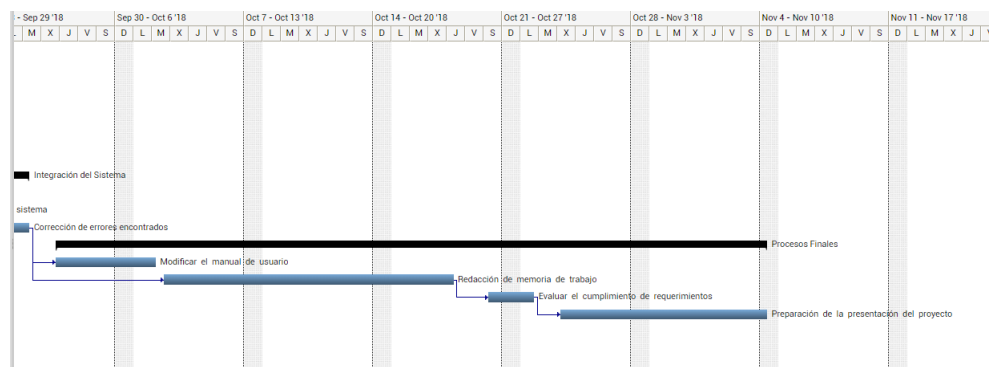 - Sep 29 '18 Sep 30 - Oct 6 '18 Oct 7 - Oct 13 '18 Oct 14 - Oct 20 '18 Oct 21 - Oct 27 '18 Oct 28 - Nov 3 '18 Nov 4 - Nov 10 '18 Nov 11 - Nov 17 '18
M X J V S D L M X J V S D L M X J V S D L M X J V S D L M X J V S D L M X J V S D L M X J V S D L M X J
Integración del Sistema
sistema
Corrección de errores encontrados
Procesos Finales
Modificar el manual de usuario
Redacción de memoria de trabajo
Evaluar el cumplimiento de requerimientos
Preparación de la presentación del proyecto